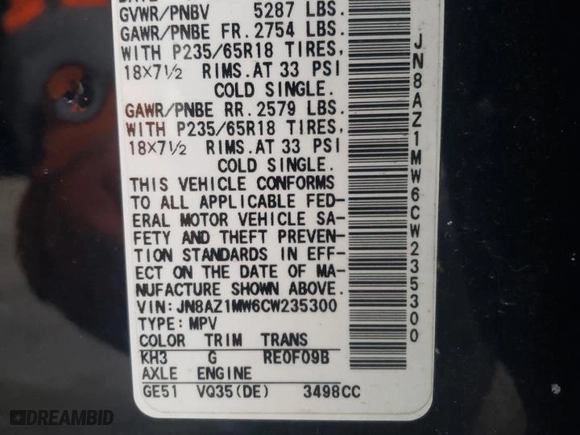 GVWR/PNBV 5287 LBS.
GAWR/PNBE FR. 2754 LBS.
WITH P235/65R18 TIRES,
18×7½ RIMS. AT 33 PSI
COLD SINGLE.
GAWR/PNBE RR. 2579 LBS.
WITH P235/65R18 TIRES,
18×7½ RIMS. AT 33 PSI
COLD SINGLE.
THIS VEHICLE CONFORMS
TO ALL APPLICABLE FED-
ERAL MOTOR VEHICLE SA-
FETY AND THEFT PREVEN-
TION STANDARDS IN EFF-
ECT ON THE DATE OF MA-
NUFACTURE SHOWN ABOVE.
VIN: JN8AZ1MW6CW235300
TYPE: MPV
COLOR TRIM TRANS
KH3 G RE0F09B
AXLE ENGINE
GE51 VQ35(DE) 3498CC
JN8AZ1MW6CW235300
DREAMBID